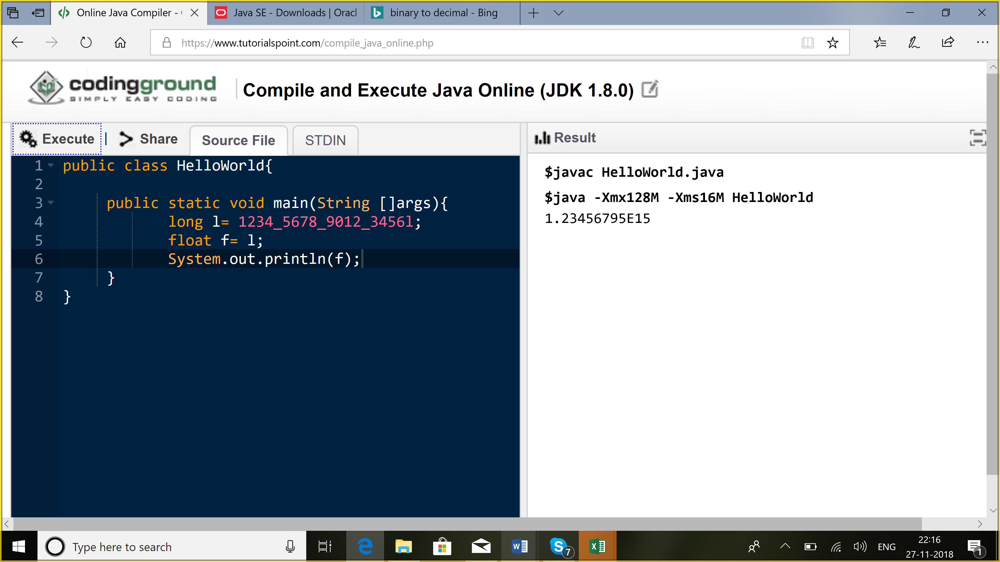 Online Java Compiler -
Java SE - Downloads | Oracl
binary to decimal - Bing
https://www.tutorialspoint.com/compile_java_online.php
codingground
SIMPLY EASY CODING
Compile and Execute Java Online (JDK 1.8.0)
Execute | Share
Source File
STDIN
Result
1 public class HelloWorld{
2
3 public static void main(String []args){
4 long l= 1234_5678_9012_3456l;
5 float f= l;
6 System.out.println(f);
7 }
8 }
$javac HelloWorld.java
$java -Xmx128M -Xms16M HelloWorld
1.23456795E15
Type here to search
7
ENG
22:16
27-11-2018
1